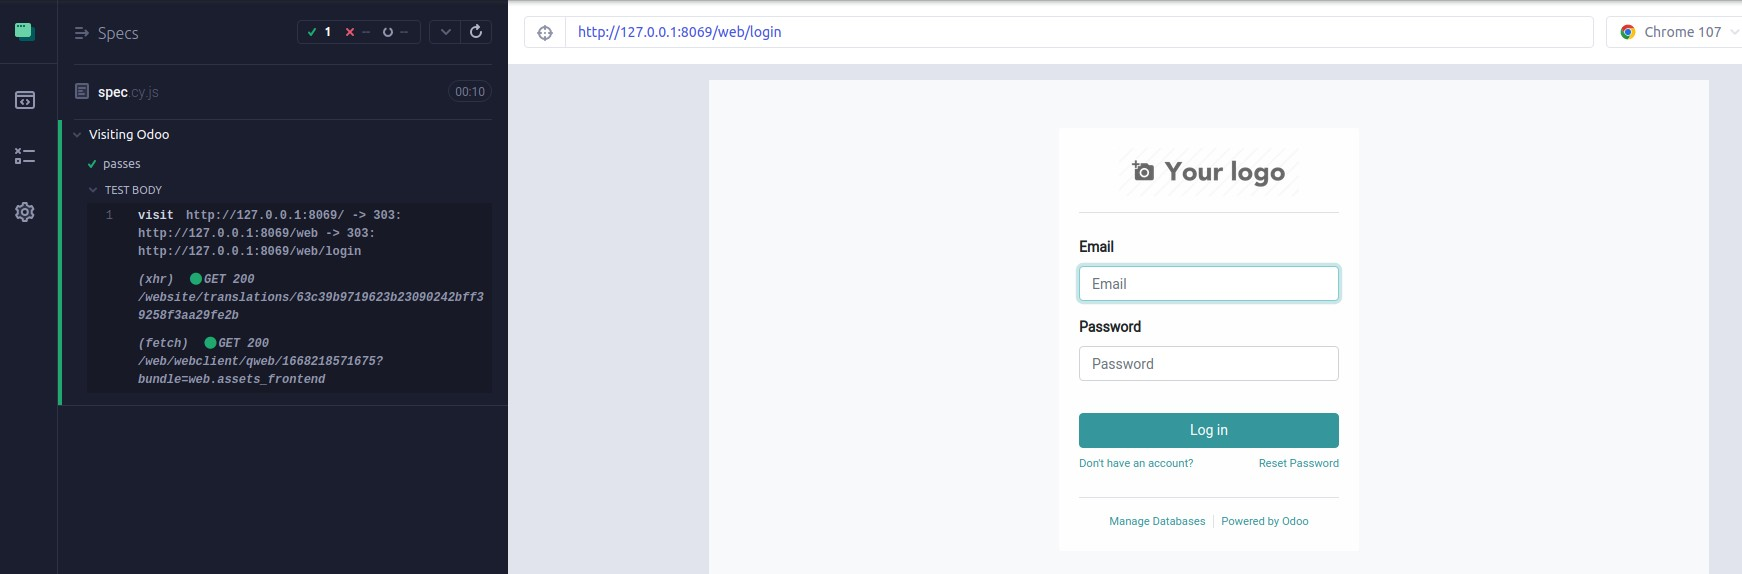 Specs
1
--
--
http://127.0.0.1:8069/web/login
Chrome 107
spec.cy.js
00:10
Visiting Odoo
passes
TEST BODY
1 visit http://127.0.0.1:8069/ -> 303:
http://127.0.0.1:8069/web -> 303:
http://127.0.0.1:8069/web/login
(xhr) GET 200
/website/translations/63c39b9719623b23090242bff3
9258f3aa29fe2b
(fetch) GET 200
/web/webclient/qweb/1668218571675?
bundle=web.assets_frontend
Your logo
Email
Email
Password
Password
Log in
Don't have an account? Reset Password
Manage Databases Powered by Odoo